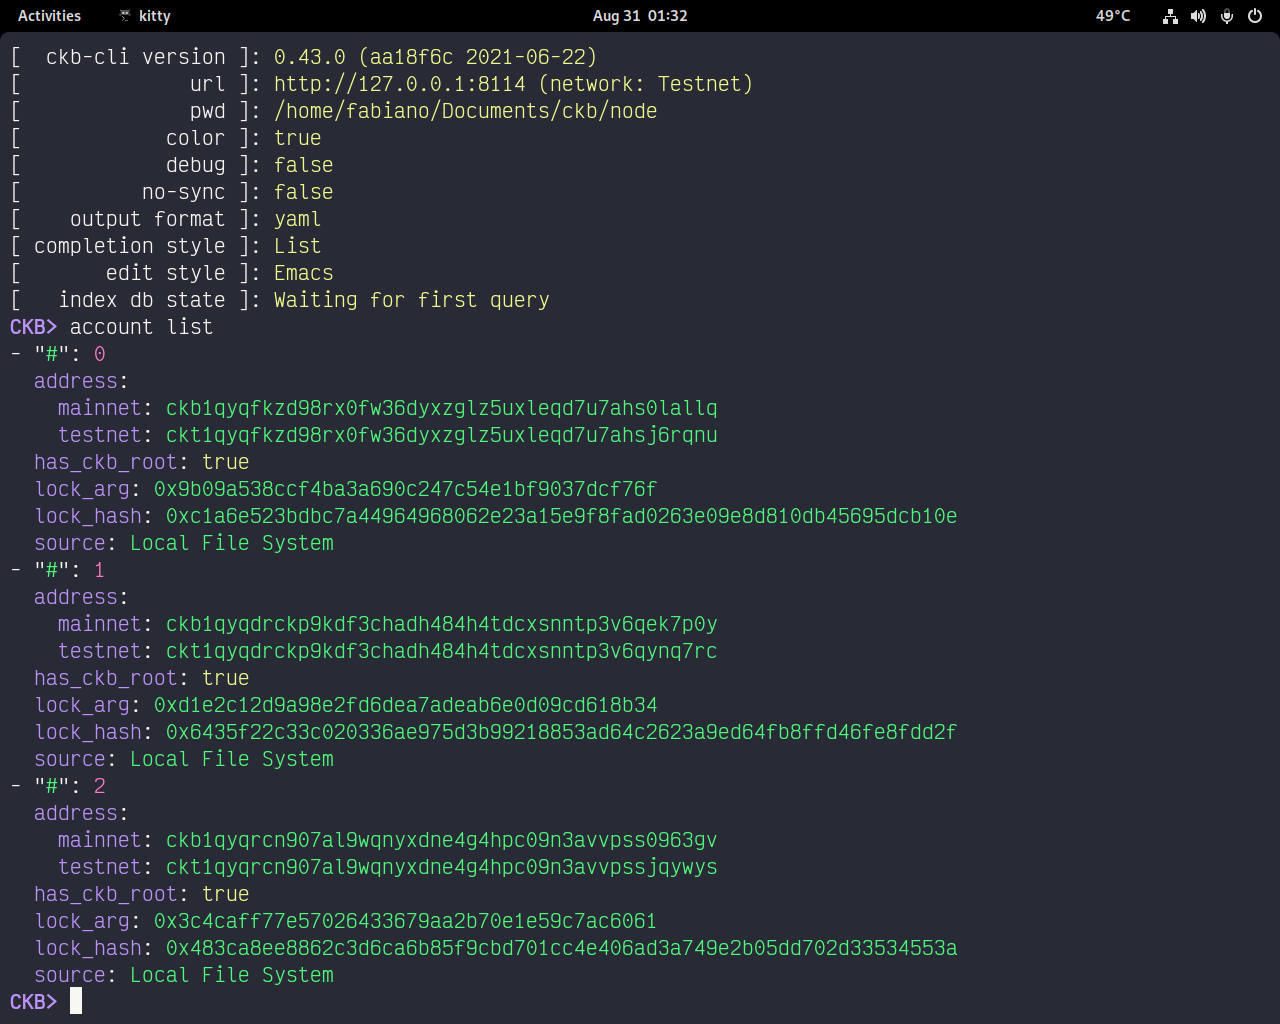 Activities kitty Aug 31 01:32 49°C
[  ckb-cli version ]: 0.43.0 (aa18f6c 2021-06-22)
[              url ]: http://127.0.0.1:8114 (network: Testnet)
[              pwd ]: /home/fabiano/Documents/ckb/node
[            color ]: true
[            debug ]: false
[          no-sync ]: false
[    output format ]: yaml
[ completion style ]: List
[       edit style ]: Emacs
[   index db state ]: Waiting for first query
CKB> account list
- "#": 0
  address:
    mainnet: ckb1qyqfkzd98rx0fw36dyxzglz5uxleqd7u7ahs0lallq
    testnet: ckt1qyqfkzd98rx0fw36dyxzglz5uxleqd7u7ahsj6rqnu
  has_ckb_root: true
  lock_arg: 0x9b09a538ccf4ba3a690c247c54e1bf9037dcf76f
  lock_hash: 0xc1a6e523bdbc7a44964968062e23a15e9f8fad0263e09e8d810db45695dcb10e
  source: Local File System
- "#": 1
  address:
    mainnet: ckb1qyqdrckp9kdf3chadh484h4tdcxsnntp3v6qek7p0y
    testnet: ckt1qyqdrckp9kdf3chadh484h4tdcxsnntp3v6qynq7rc
  has_ckb_root: true
  lock_arg: 0xd1e2c12d9a98e2fd6dea7adeab6e0d09cd618b34
  lock_hash: 0x6435f22c33c020336ae975d3b99218853ad64c2623a9ed64fb8ffd46fe8fdd2f
  source: Local File System
- "#": 2
  address:
    mainnet: ckb1qyqrcn907al9wqnyxdne4g4hpc09n3avvpss0963gv
    testnet: ckt1qyqrcn907al9wqnyxdne4g4hpc09n3avvpssjqywys
  has_ckb_root: true
  lock_arg: 0x3c4caff77e57026433679aa2b70e1e59c7ac6061
  lock_hash: 0x483ca8ee8862c3d6ca6b85f9cbd701cc4e406ad3a749e2b05dd702d33534553a
  source: Local File System
CKB>